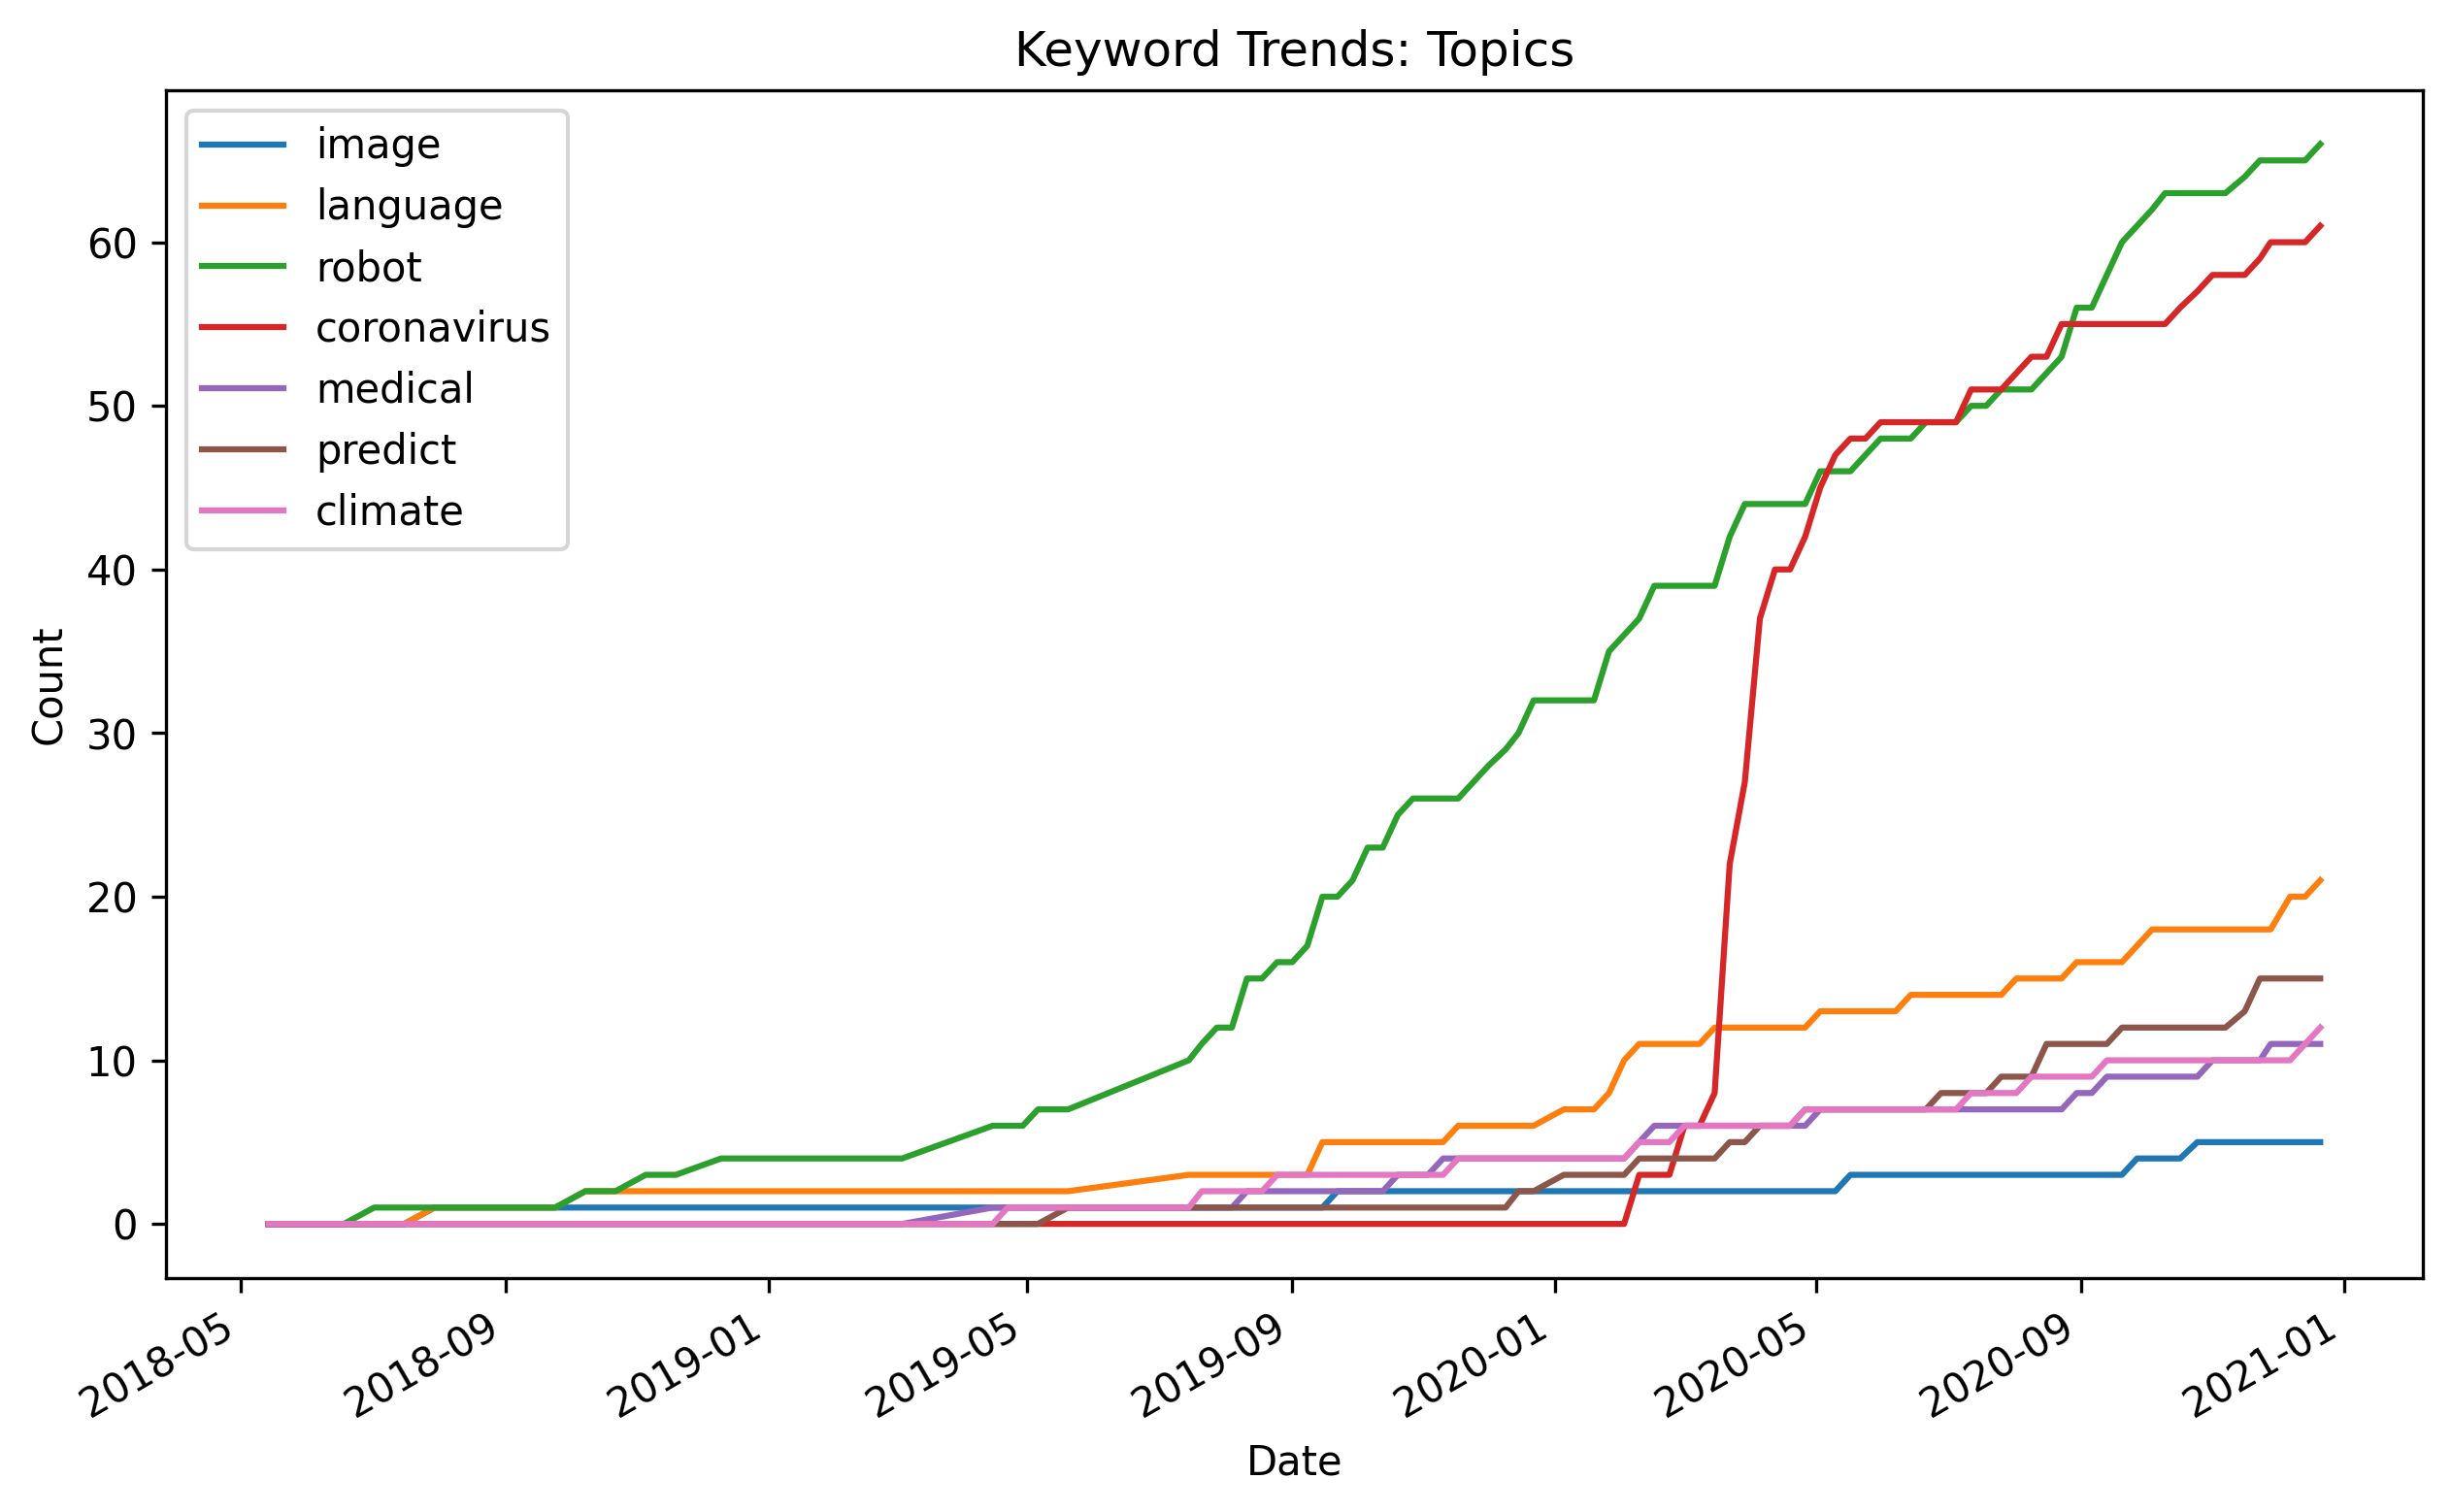 Keyword Trends: Topics
image
language
robot
coronavirus
medical
predict
climate
Count
60
50
40
30
20
10
0
2018-05
2018-09
2019-01
2019-05
2019-09
2020-01
2020-05
2020-09
2021-01
Date